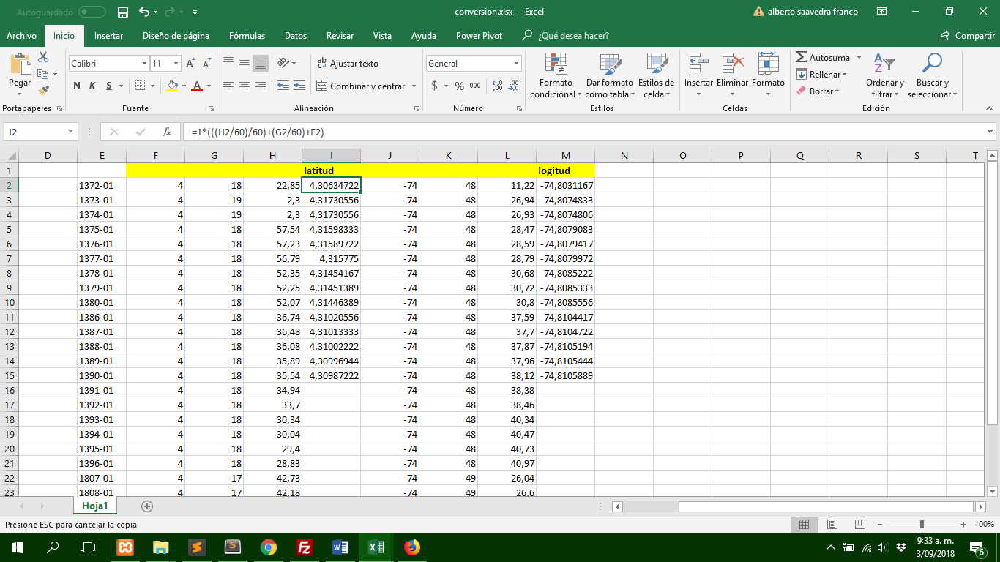 Autoguardado
conversion.xlsx - Excel
alberto saavedra franco
Archivo Inicio Insertar Diseño de página Fórmulas Datos Revisar Vista Ayuda Power Pivot ¿Qué desea hacer? Compartir
Pegar
Calibri 11
N K S
Ajustar texto
Combinar y centrar
General
$ % 000
Formato condicional
Dar formato como tabla
Estilos de celda
Insertar Eliminar Formato
Autosuma
Rellenar
Borrar
Ordenar y filtrar
Buscar y seleccionar
Portapapeles Fuente Alineación Número Estilos Celdas Edición
I2 fx =1*(((H2/60)/60)+(G2/60)+F2)
D E F G H I J K L M N O P Q R S T
1 latitud logitud
2 1372-01 4 18 22,85 4,30634722 -74 48 11,22 -74,8031167
3 1373-01 4 19 2,3 4,31730556 -74 48 26,94 -74,8074833
4 1374-01 4 19 2,3 4,31730556 -74 48 26,93 -74,8074806
5 1375-01 4 18 57,54 4,31598333 -74 48 28,47 -74,8079083
6 1376-01 4 18 57,23 4,31589722 -74 48 28,59 -74,8079417
7 1377-01 4 18 56,79 4,315775 -74 48 28,79 -74,8079972
8 1378-01 4 18 52,35 4,31454167 -74 48 30,68 -74,8085222
9 1379-01 4 18 52,25 4,31451389 -74 48 30,72 -74,8085333
10 1380-01 4 18 52,07 4,31446389 -74 48 30,8 -74,8085556
11 1386-01 4 18 36,74 4,31020556 -74 48 37,59 -74,8104417
12 1387-01 4 18 36,48 4,31013333 -74 48 37,7 -74,8104722
13 1388-01 4 18 36,08 4,31002222 -74 48 37,87 -74,8105194
14 1389-01 4 18 35,89 4,30996944 -74 48 37,96 -74,8105444
15 1390-01 4 18 35,54 4,30987222 -74 48 38,12 -74,8105889
16 1391-01 4 18 34,94 -74 48 38,38
17 1392-01 4 18 33,7 -74 48 38,46
18 1393-01 4 18 30,34 -74 48 40,34
19 1394-01 4 18 30,04 -74 48 40,47
20 1395-01 4 18 29,4 -74 48 40,73
21 1396-01 4 18 28,83 -74 48 40,97
22 1807-01 4 17 42,73 -74 49 26,04
23 1808-01 4 17 42,18 -74 49 26,6
Hoja1
Presione ESC para cancelar la copia
100%
9:33 a. m.
3/09/2018
6